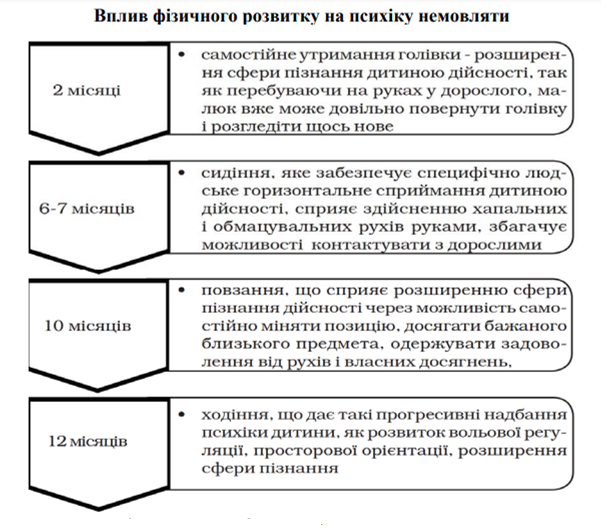 Вплив фізичного розвитку на психіку немовляти
2 місяці
• самостійне утримання голівки - розширен-
ня сфери пізнання дитиною дійсності, так
як перебуваючи на руках у дорослого, ма-
люк вже може довільно повернути голівку
і розгледіти щось нове
6-7 місяців
• сидіння, яке забезпечує специфічно люд-
ське горизонтальне сприймання дитиною
дійсності, сприяє здійсненню хапальних
і обмацувальних рухів руками, збагачує
можливості контактувати з дорослими
10 місяців
• повзання, що сприяє розширенню сфери
пізнання дійсності через можливість само-
стійно міняти позицію, досягати бажаного
близького предмета, одержувати задово-
лення від рухів і власних досягнень,
12 місяців
• ходіння, що дає такі прогресивні надбання
психіки дитини, як розвиток вольової регу-
ляції, просторової орієнтації, розширення
сфери пізнання